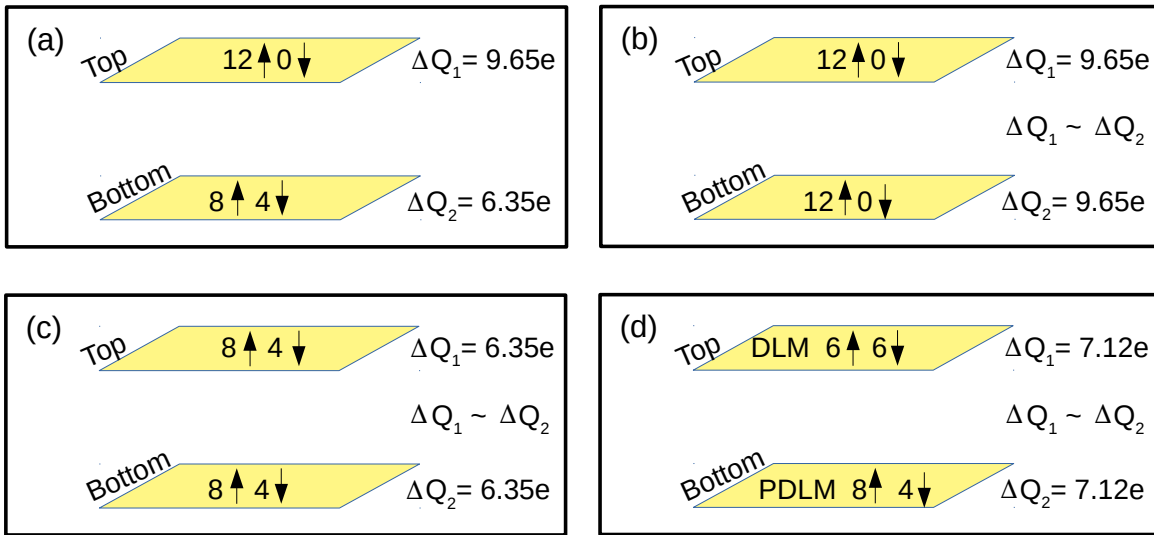 (a)
Top
12↑0↓
ΔQ₁= 9.65e
Bottom
8↑ 4↓
ΔQ₂= 6.35e
(b)
Top
12↑0↓
ΔQ₁= 9.65e
ΔQ₁ ~ ΔQ₂
Bottom
12↑0↓
ΔQ₂= 9.65e
(c)
Top
8↑ 4↓
ΔQ₁= 6.35e
ΔQ₁ ~ ΔQ₂
Bottom
8↑ 4↓
ΔQ₂= 6.35e
(d)
Top
DLM 6↑ 6↓
ΔQ₁= 7.12e
ΔQ₁ ~ ΔQ₂
Bottom
PDLM 8↑ 4↓
ΔQ₂= 7.12e